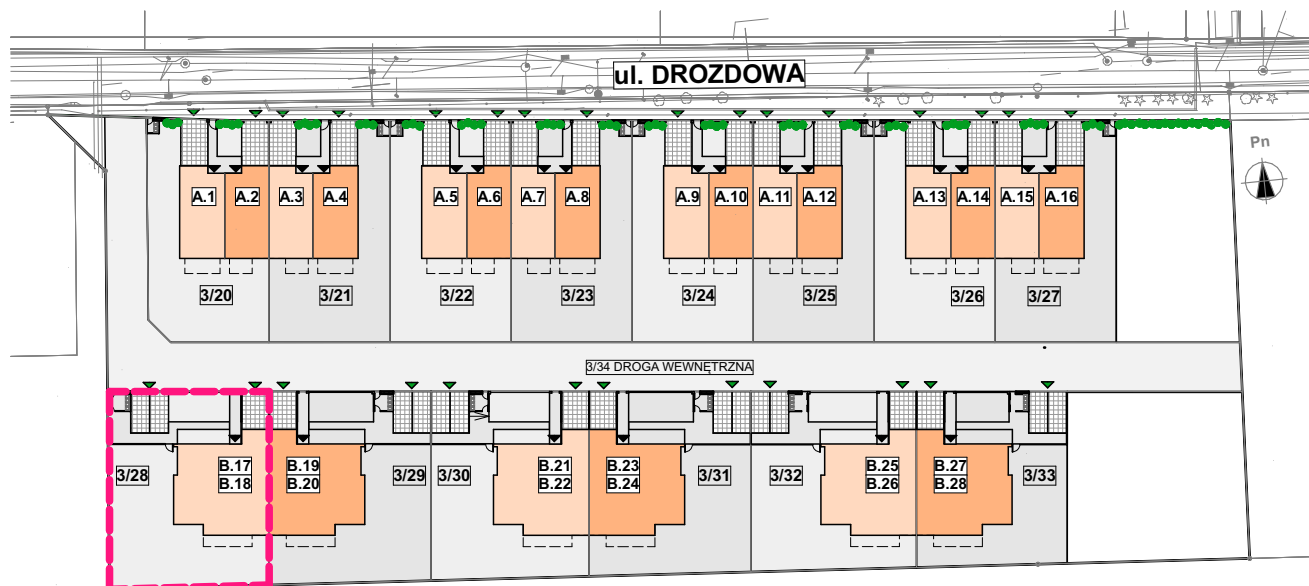 ul. DROZDOWA
Pn
A.1 A.2 A.3 A.4 A.5 A.6 A.7 A.8 A.9 A.10 A.11 A.12 A.13 A.14 A.15 A.16
3/20 3/21 3/22 3/23 3/24 3/25 3/26 3/27
3/34 DROGA WEWNĘTRZNA
3/28 B.17 B.19 3/29 3/30 B.21 B.23 3/31 3/32 B.25 B.27 3/33
B.18 B.20 B.22 B.24 B.26 B.28